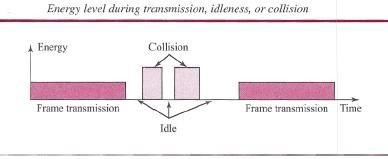 Energy level during transmission, idleness, or collision
Energy
Collision
Frame transmission
Frame transmission
Time
Idle